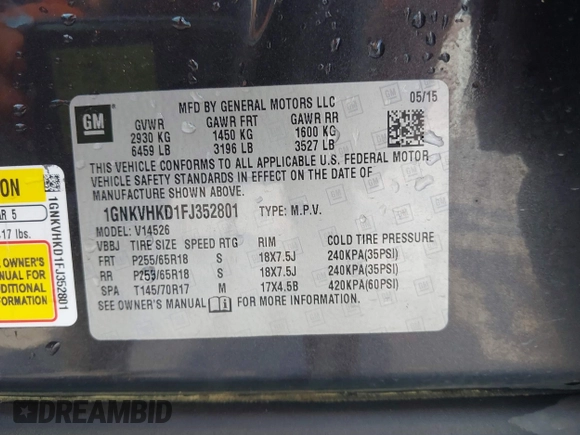 GM
MFD BY GENERAL MOTORS LLC
05/15
GVWR GAWR FRT GAWR RR
2930 KG 1450 KG 1600 KG
6459 LB 3196 LB 3527 LB
THIS VEHICLE CONFORMS TO ALL APPLICABLE U.S. FEDERAL MOTOR
VEHICLE SAFETY STANDARDS IN EFFECT ON THE DATE OF
MANUFACTURE SHOWN ABOVE.
1GNKVHKD1FJ352801 TYPE: M.P.V.
MODEL: V14526
VBBJ TIRE SIZE SPEED RTG RIM COLD TIRE PRESSURE
FRT P255/65R18 S 18X7.5J 240KPA(35PSI)
RR P255/65R18 S 18X7.5J 240KPA(35PSI)
SPA T145/70R17 M 17X4.5B 420KPA(60PSI)
SEE OWNER'S MANUAL FOR ADDITIONAL INFORMATION.
ION
AR 5
17 lbs.
E OWNER'S
NUAL FOR
DDITIONAL
ORMATION
1GNKVHKD1FJ352801
DREAMBID